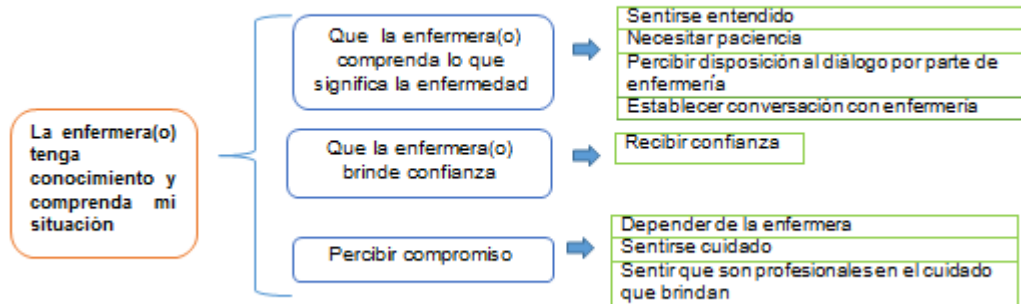 La enfermera(o)
tenga
conocimiento y
comprenda mi
situación
Que la enfermera(o)
comprenda lo que
significa la enfermedad
Sentirse entendido
Necesitar paciencia
Percibir disposición al diálogo por parte de
enfermería
Establecer conversación con enfermería
Que la enfermera(o)
brinde confianza
Recibir confianza
Percibir compromiso
Depender de la enfermera
Sentirse cuidado
Sentir que son profesionales en el cuidado
que brindan